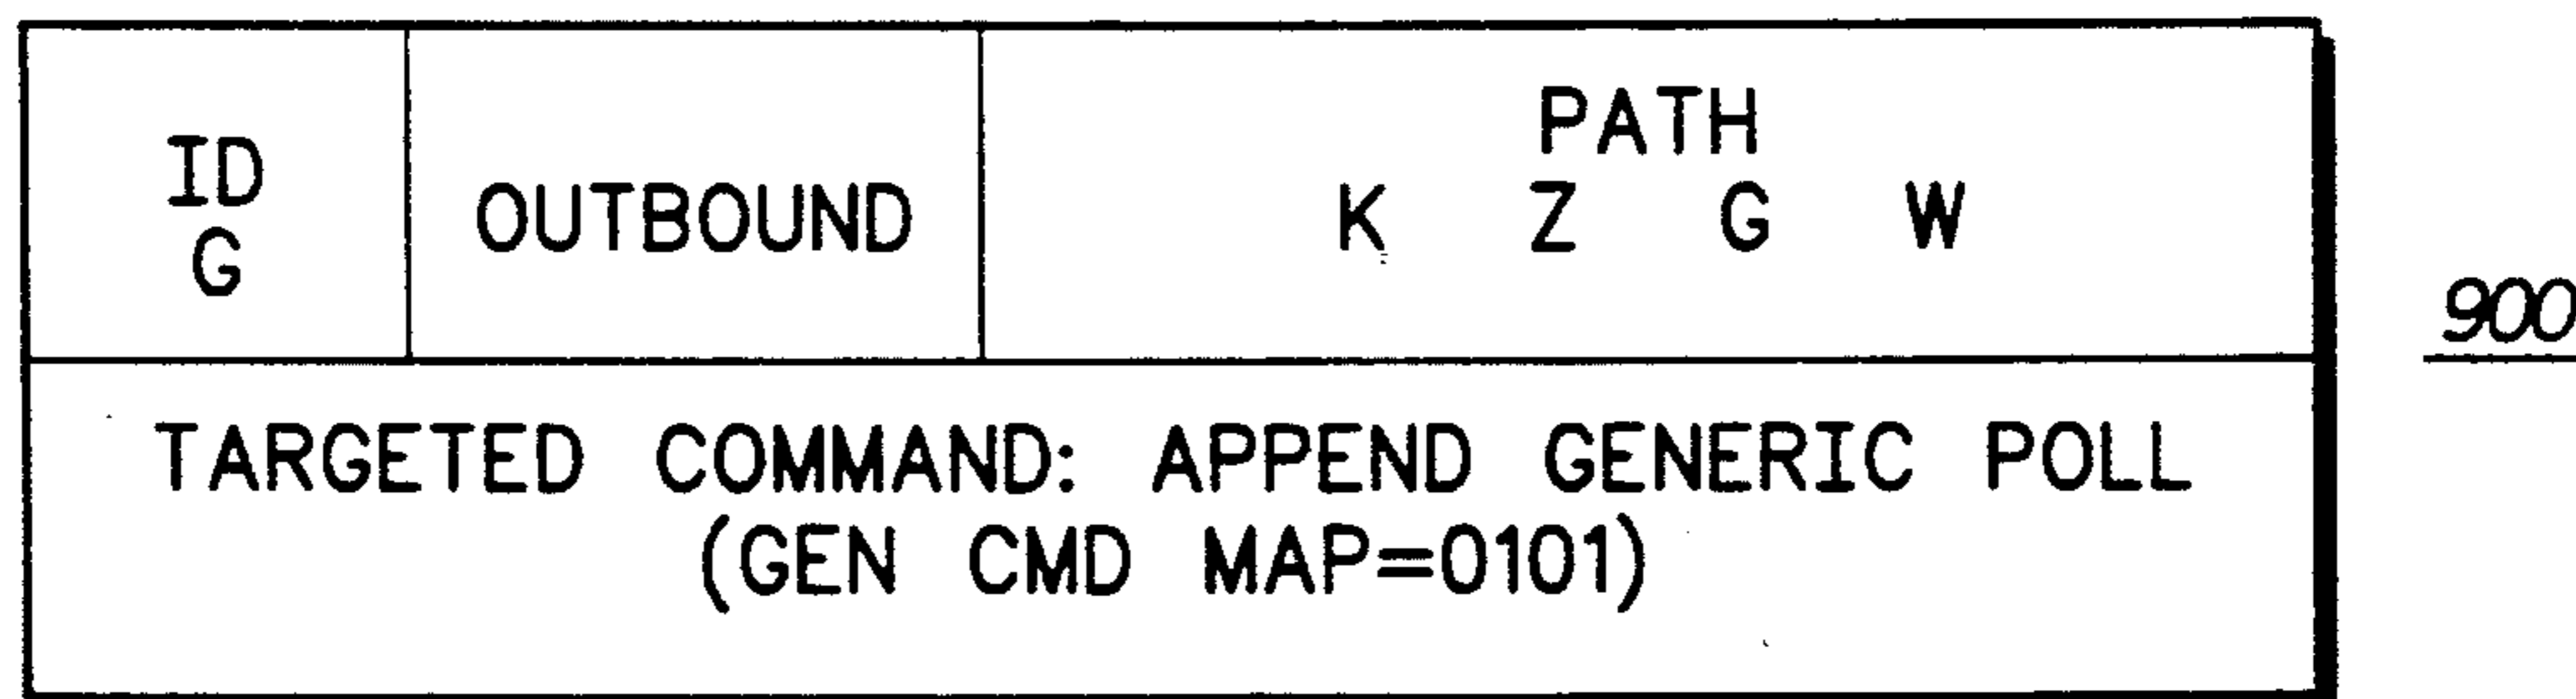 ID
G
OUTBOUND
PATH
K Z G W
900
TARGETED COMMAND: APPEND GENERIC POLL
(GEN CMD MAP=0101)